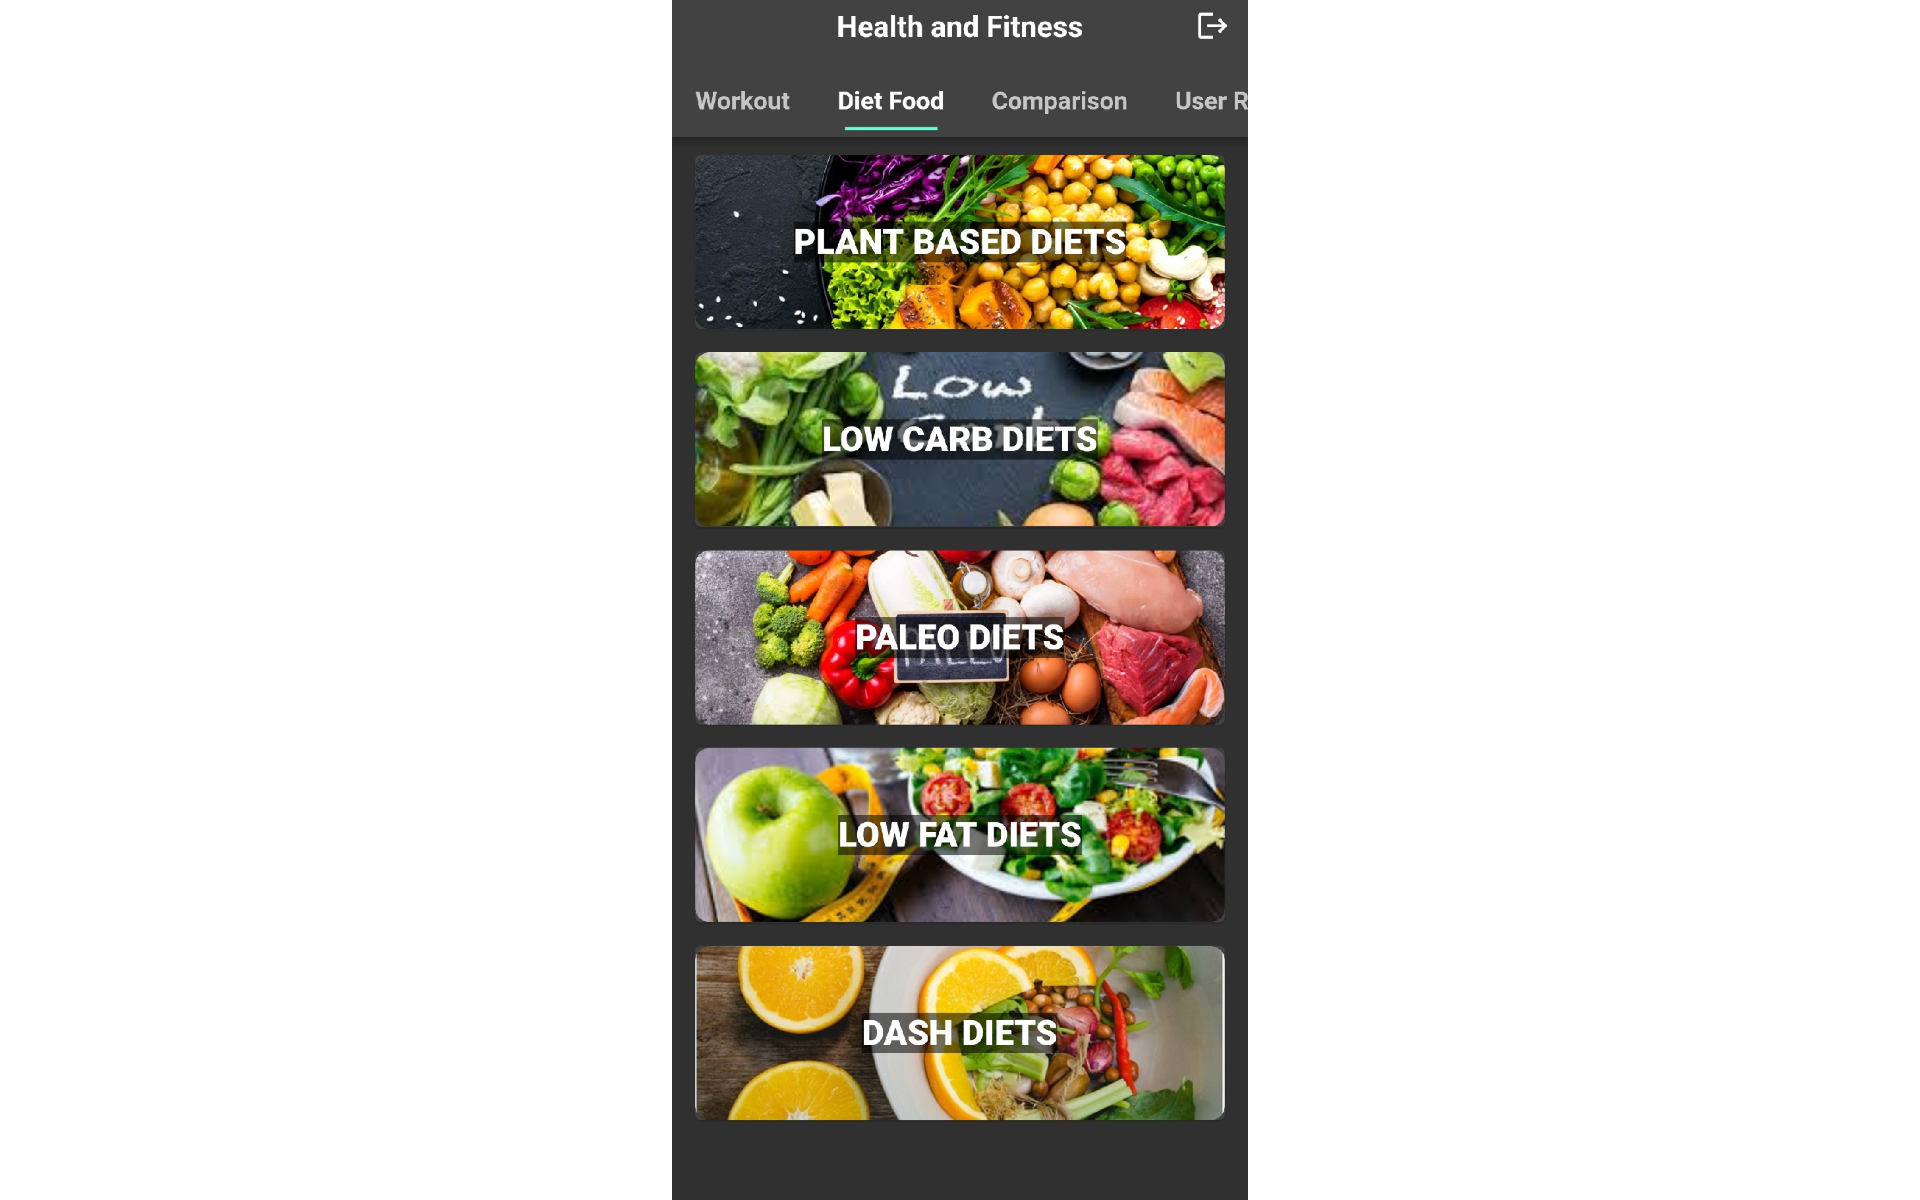 Health and Fitness
Workout Diet Food Comparison User R
PLANT BASED DIETS
Low
LOW CARB DIETS
PALEO DIETS
LOW FAT DIETS
DASH DIETS